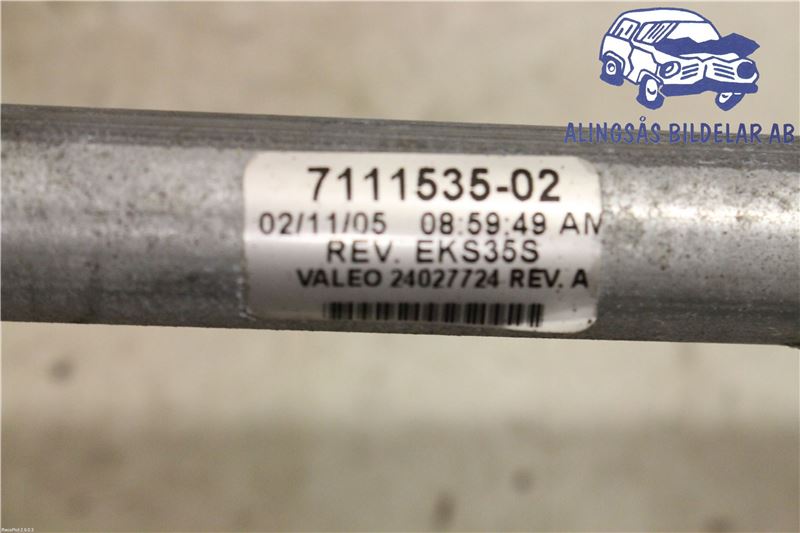 ALINGSÅS BILDELAR AB
7111535-02
02/11/05 08:59:49 AM
REV. EKS35S
VALEO 24027724 REV. A